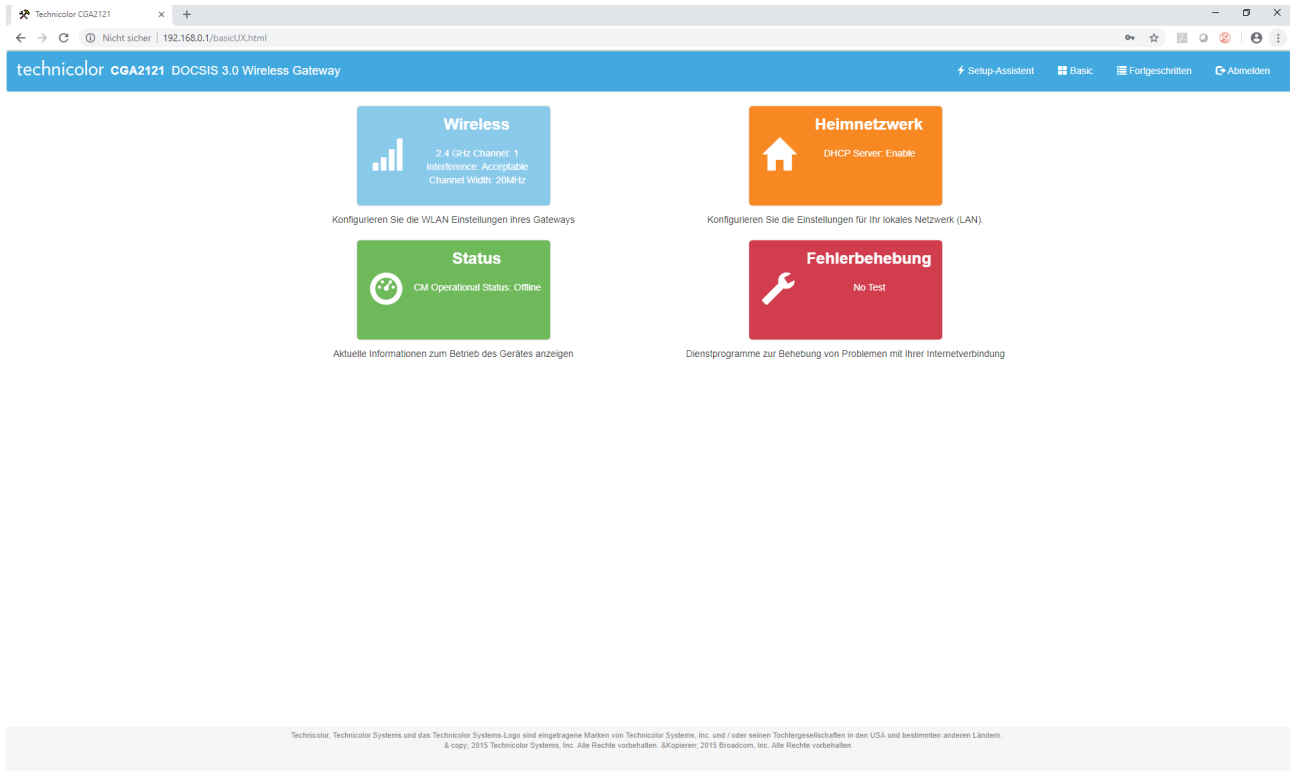 Technicolor CGA2121
Nicht sicher | 192.168.0.1/basicUX.html
technicolor CGA2121 DOCSIS 3.0 Wireless Gateway
Setup-Assistent
Basic
Fortgeschritten
Abmelden
Wireless
2.4 GHz Channel: 1
Interference: Acceptable
Channel Width: 20MHz
Konfigurieren Sie die WLAN Einstellungen ihres Gateways
Heimnetzwerk
DHCP Server: Enable
Konfigurieren Sie die Einstellungen für Ihr lokales Netzwerk (LAN).
Status
CM Operational Status: Offline
Aktuelle Informationen zum Betrieb des Gerätes anzeigen
Fehlerbehebung
No Test
Dienstprogramme zur Behebung von Problemen mit Ihrer Internetverbindung
Technicolor, Technicolor Systems und das Technicolor Systems-Logo sind eingetragene Marken von Technicolor Systems, Inc. und / oder seinen Tochtergesellschaften in den USA und bestimmten anderen Ländern.
& copy; 2015 Technicolor Systems, Inc. Alle Rechte vorbehalten. &Kopieren; 2015 Broadcom, Inc. Alle Rechte vorbehalten